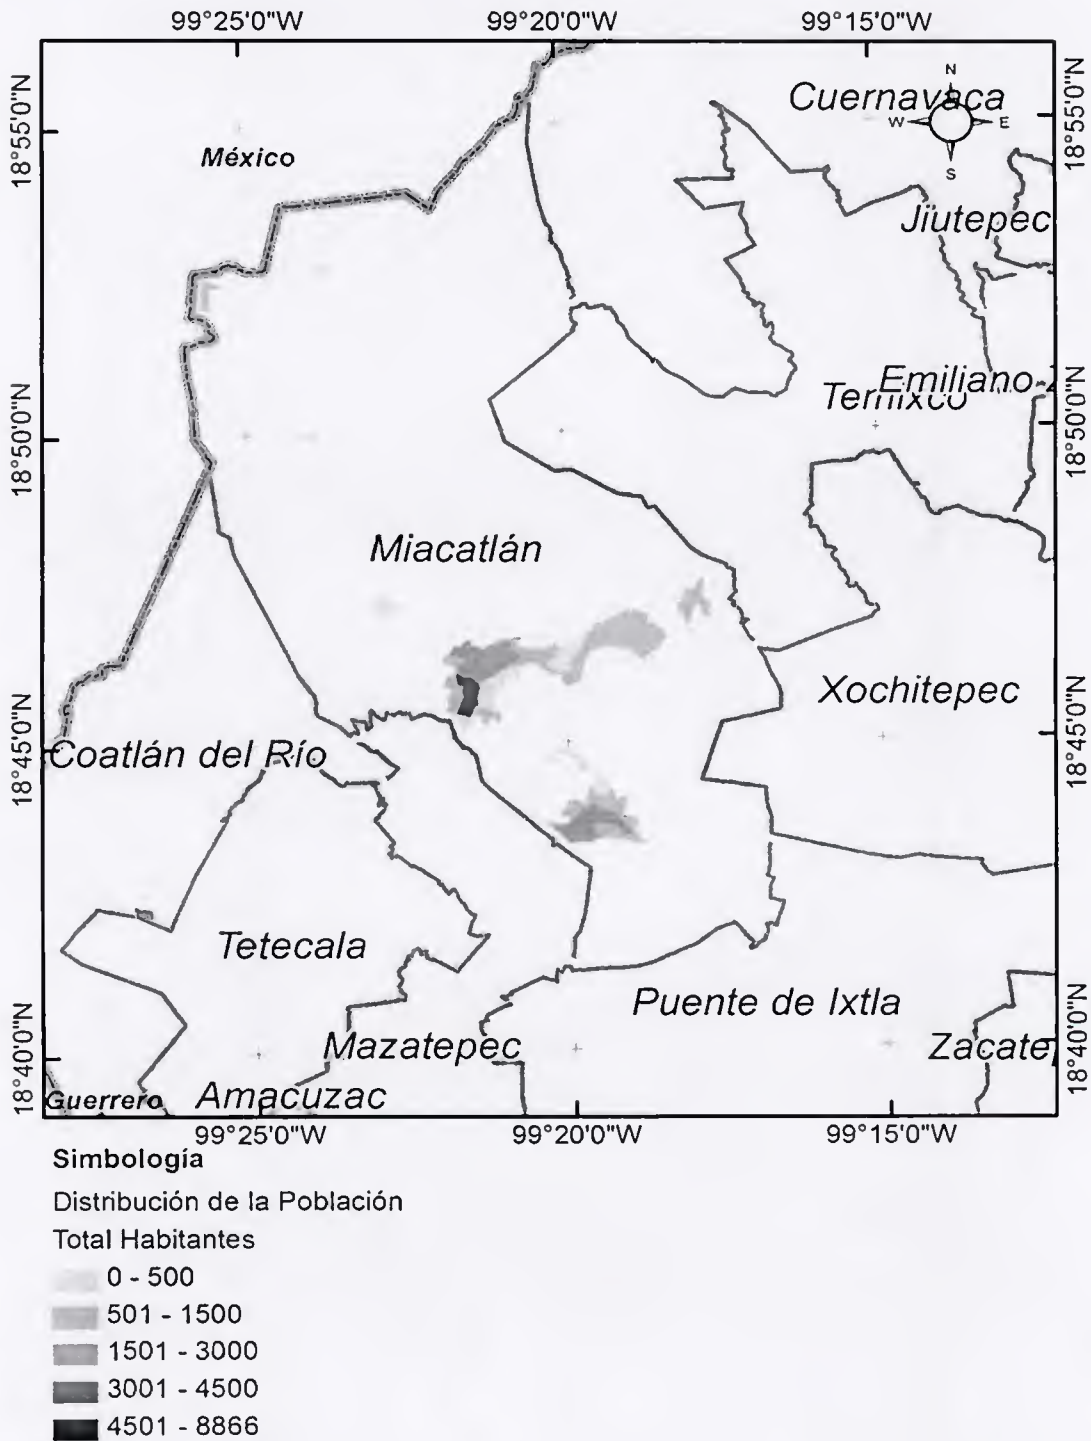 99°25'0"W
99°20'0"W
99°15'0"W
18°55'0"N
18°55'0"N
Cuernavaca
N
W
E
S
México
Jiutepec
18°50'0"N
18°50'0"N
Emiliano Z
Temixco
Miacatlán
Xochitepec
18°45'0"N
18°45'0"N
Coatlán del Río
Tetecala
Puente de Ixtla
18°40'0"N
18°40'0"N
Mazatepec
Zacate
Guerrero
Amacuzac
99°25'0"W
99°20'0"W
99°15'0"W
Simbología
Distribución de la Población
Total Habitantes
0 - 500
501 - 1500
1501 - 3000
3001 - 4500
4501 - 8866